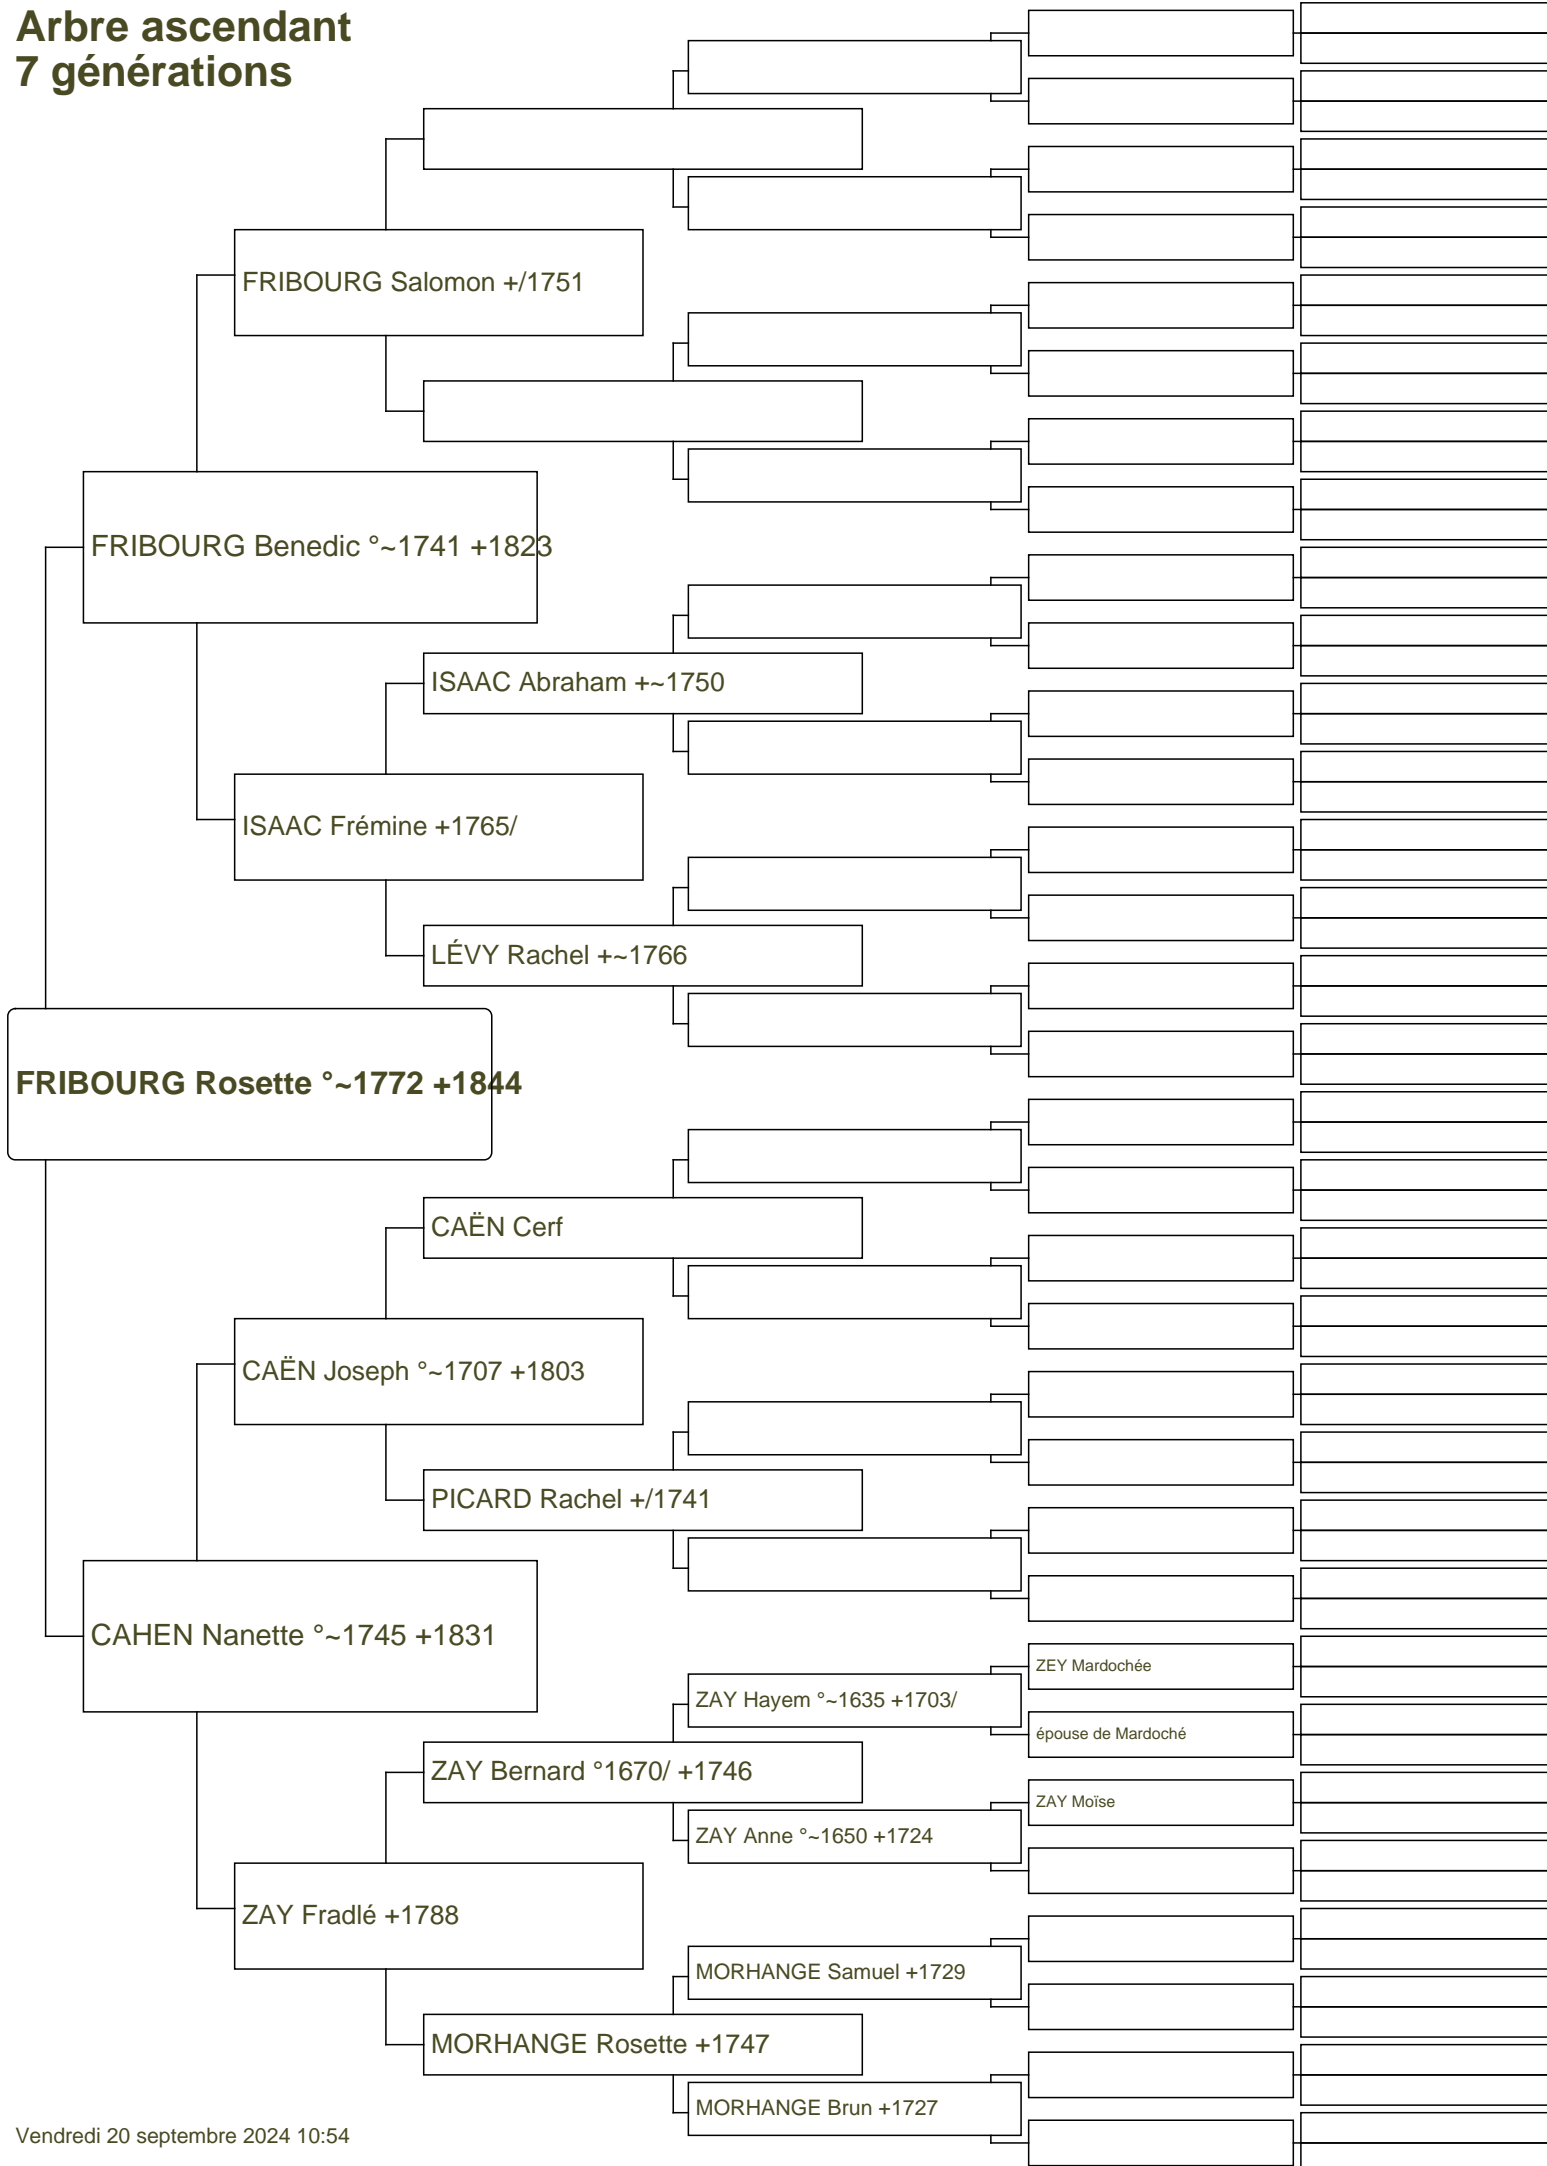 Arbre ascendant
7 générations
FRIBOURG Salomon +/1751
FRIBOURG Benedic °~1741 +1823
ISAAC Abraham +~1750
ISAAC Frémine +1765/
LÉVY Rachel +~1766
FRIBOURG Rosette °~1772 +1844
CAËN Cerf
CAËN Joseph °~1707 +1803
PICARD Rachel +/1741
CAHEN Nanette °~1745 +1831
ZEY Mardochée
ZAY Hayem °~1635 +1703/
épouse de Mardoché
ZAY Bernard °1670/ +1746
ZAY Moïse
ZAY Anne °~1650 +1724
ZAY Fradlé +1788
MORHANGE Samuel +1729
MORHANGE Rosette +1747
MORHANGE Brun +1727
Vendredi 20 septembre 2024 10:54